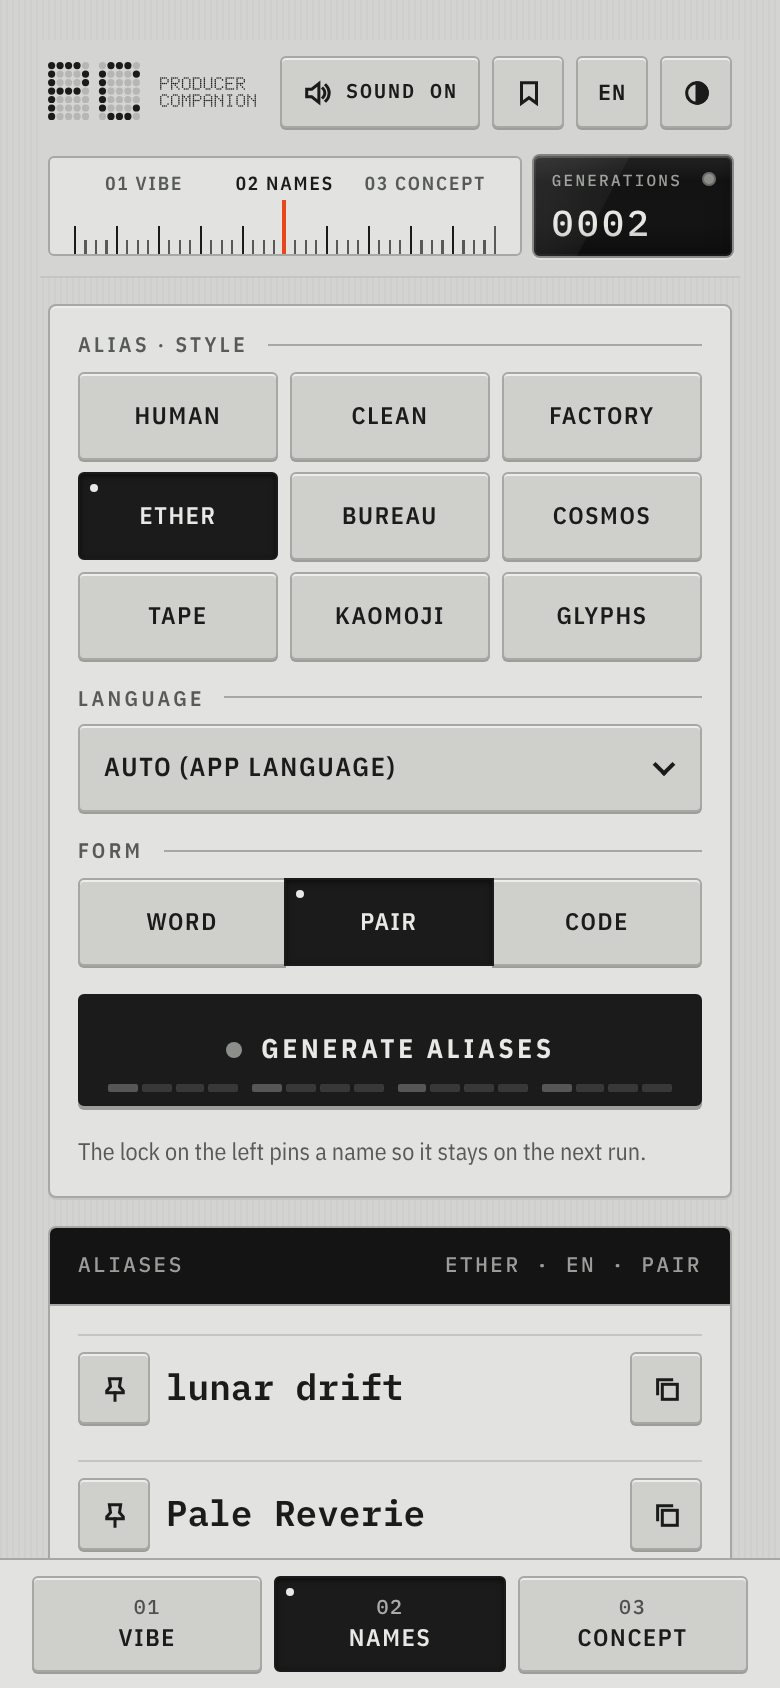 PC
PRODUCER
COMPANION
SOUND ON
EN
01 VIBE
02 NAMES
03 CONCEPT
GENERATIONS
0002
ALIAS · STYLE
HUMAN
CLEAN
FACTORY
ETHER
BUREAU
COSMOS
TAPE
KAOMOJI
GLYPHS
LANGUAGE
AUTO (APP LANGUAGE)
FORM
WORD
PAIR
CODE
GENERATE ALIASES
The lock on the left pins a name so it stays on the next run.
ALIASES
ETHER · EN · PAIR
lunar drift
Pale Reverie
01
VIBE
02
NAMES
03
CONCEPT